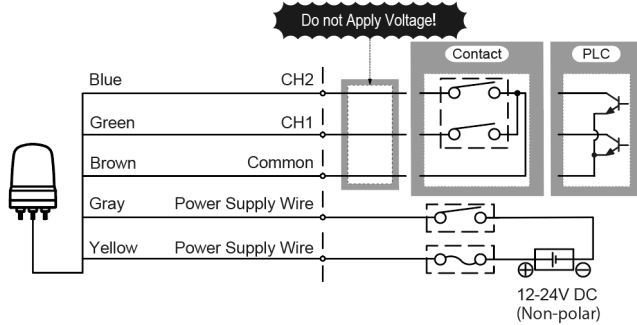 Do not Apply Voltage!
Contact
PLC
Blue CH2
Green CH1
Brown Common
Gray Power Supply Wire
Yellow Power Supply Wire
12-24V DC
(Non-polar)